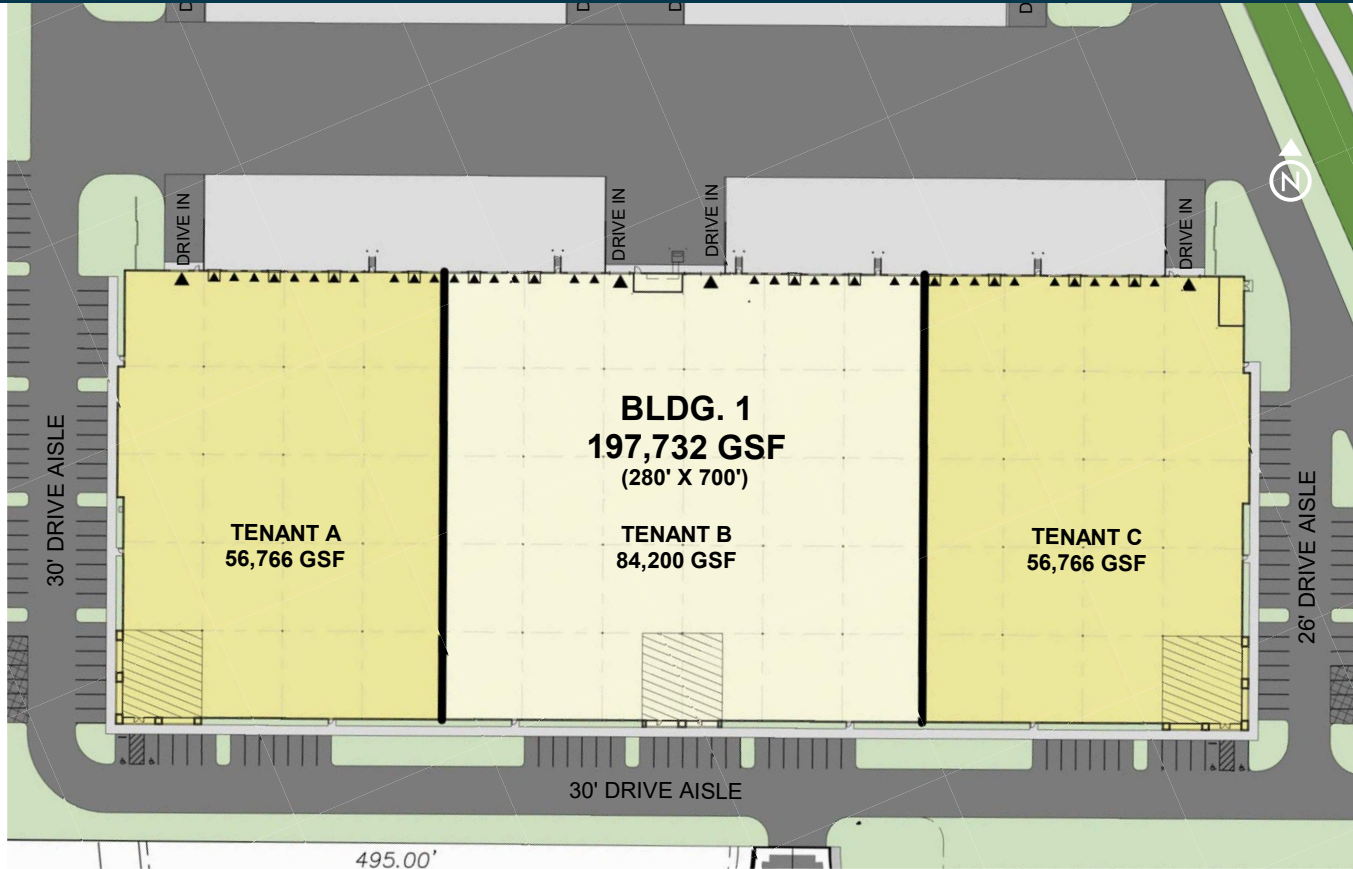 D
D
D
D
DRIVE IN
DRIVE IN
DRIVE IN
DRIVE IN
N
BLDG. 1
197,732 GSF
(280' X 700')
TENANT A
56,766 GSF
TENANT B
84,200 GSF
TENANT C
56,766 GSF
30' DRIVE AISLE
26' DRIVE AISLE
30' DRIVE AISLE
495.00'